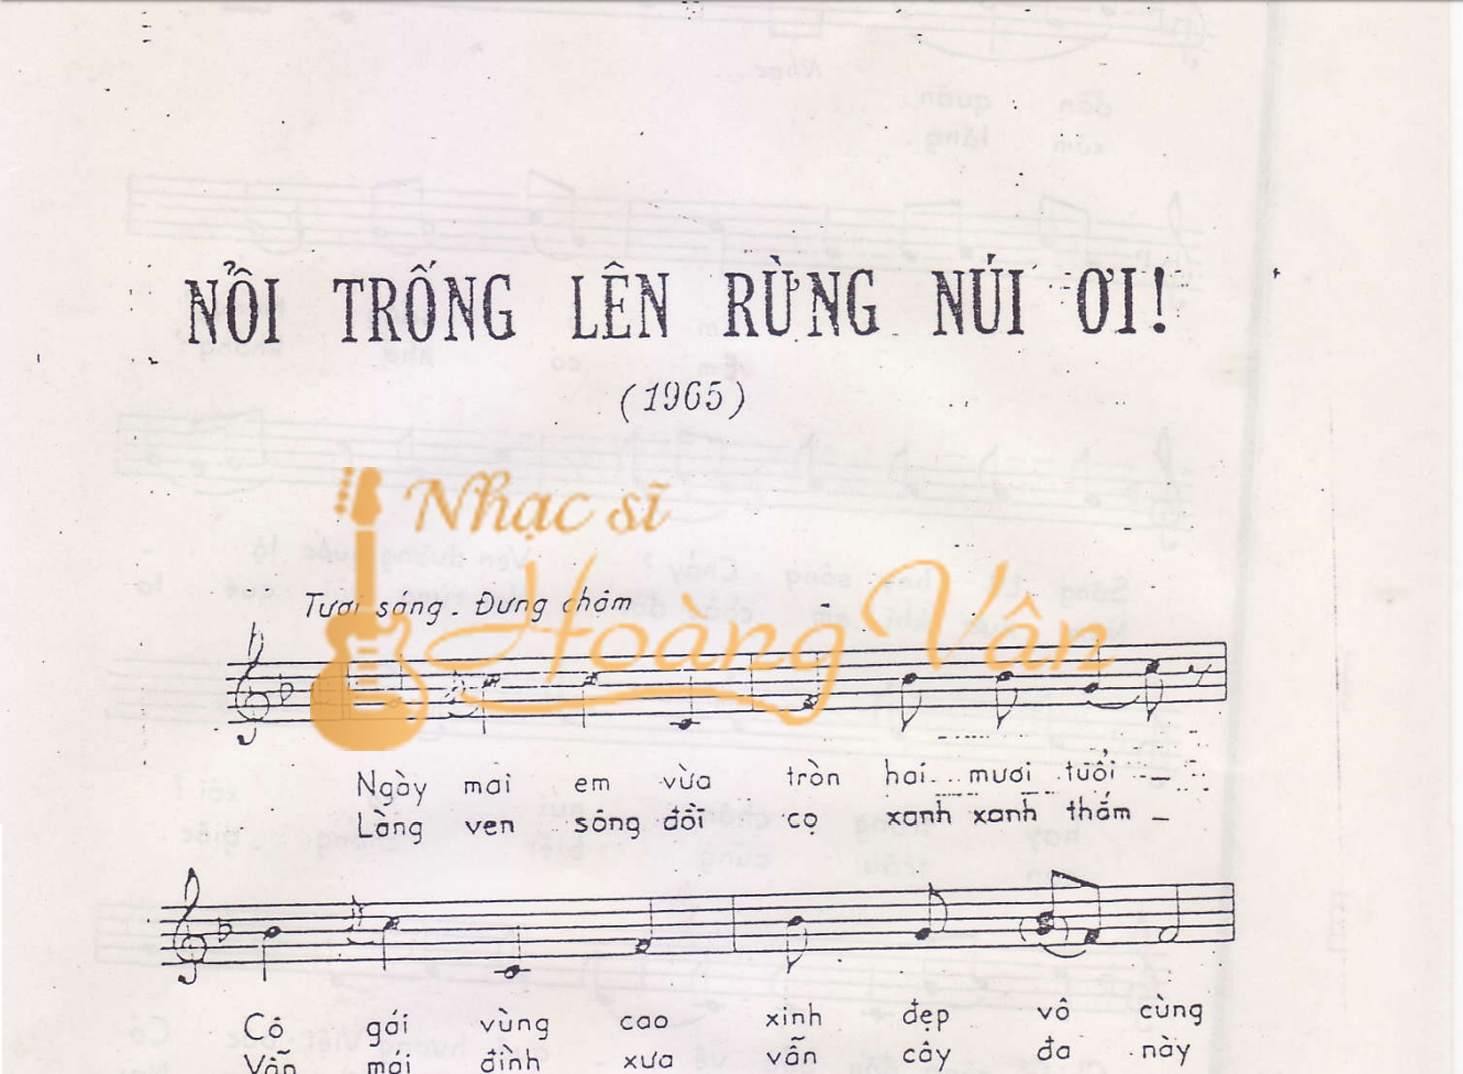 NỔI TRỐNG LÊN RỪNG NÚI ƠI!
(1965)
Nhạc sĩ
Hoàng Vân
Tươi sáng. Đưng chậm
Ngày mai em vừa tròn hai mươi tuổi _
Làng ven sông đồi cọ xanh xanh thắm _
Cô gái vùng cao xinh đẹp vô cùng
Vẫn mái đình xưa vẫn cây đa này